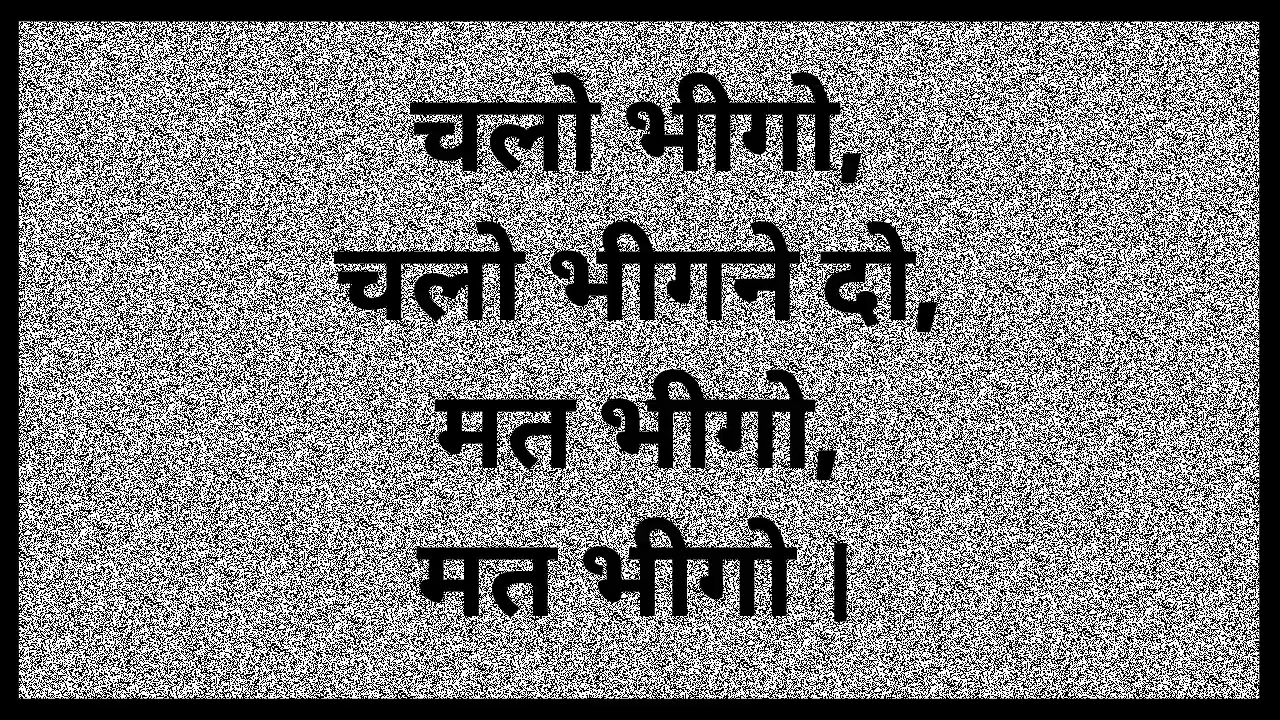 चलो भीगो,
चलो भीगने दो,
मत भीगो,
मत भीगो ।